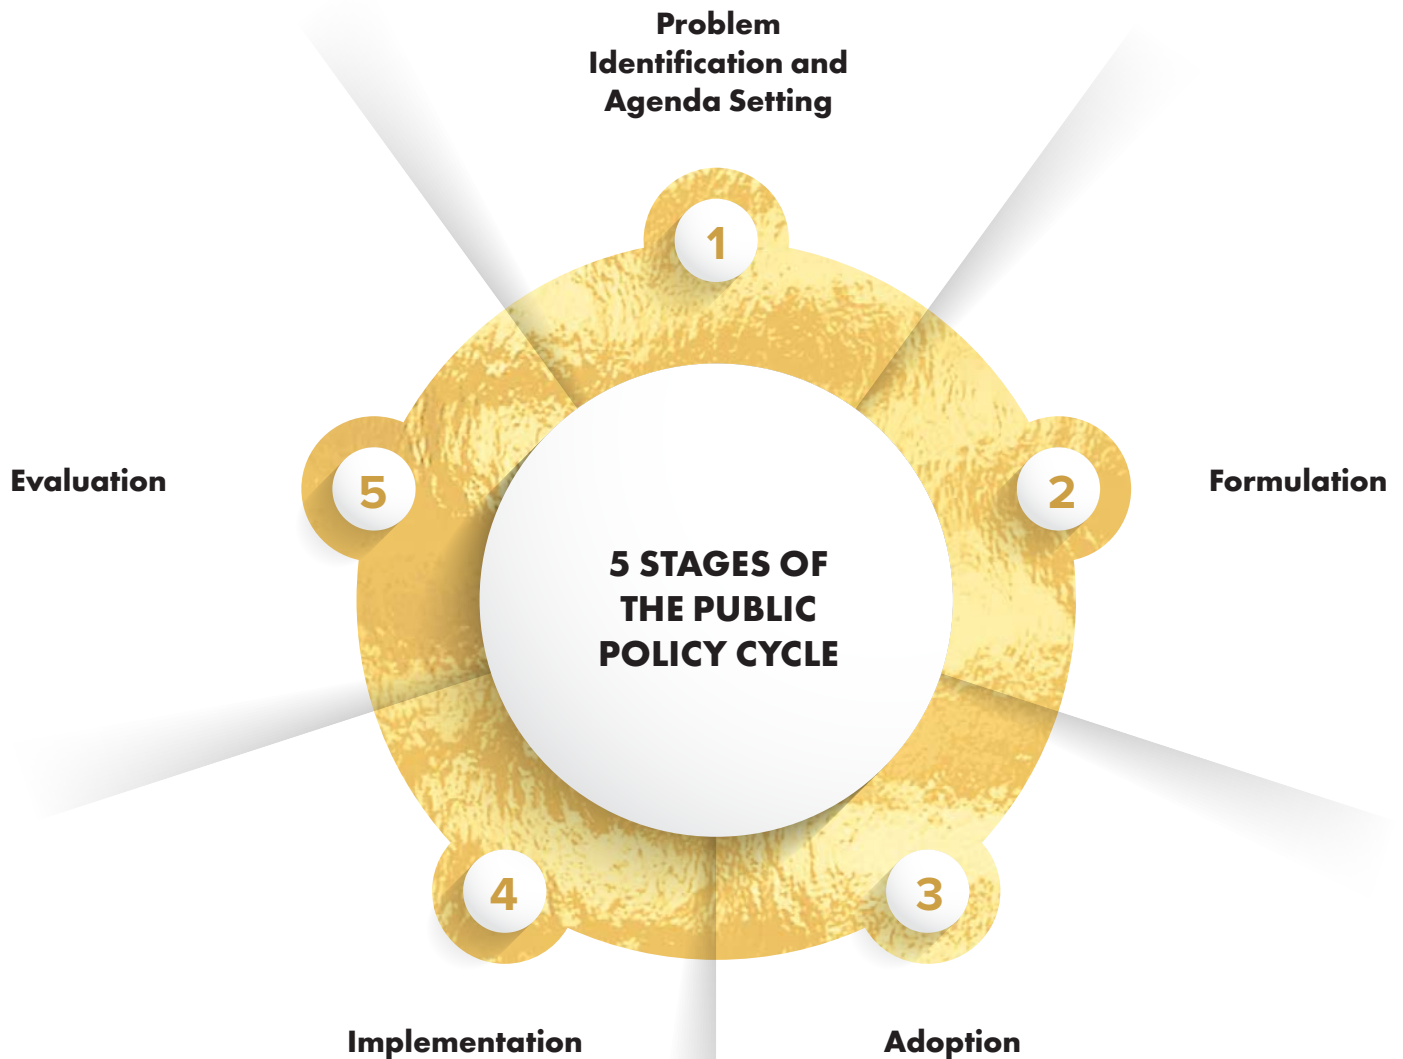 Problem
Identification and
Agenda Setting
1
2
Formulation
3
Adoption
4
Implementation
5
Evaluation
5 STAGES OF
THE PUBLIC
POLICY CYCLE